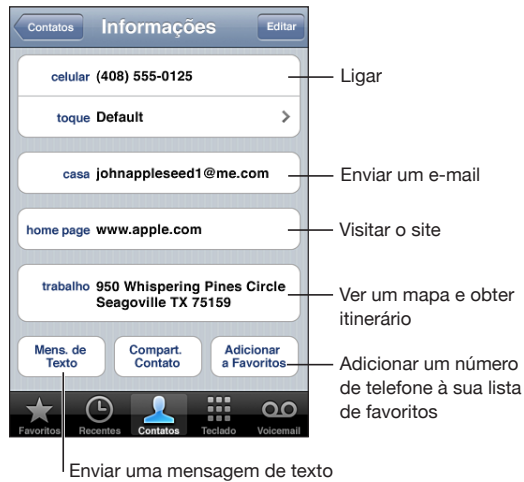 Contatos Informações Editar
celular (408) 555-0125
Ligar
toque Default
casa johnappleseed1@me.com
Enviar um e-mail
home page www.apple.com
Visitar o site
trabalho 950 Whispering Pines Circle
Seagoville TX 75159
Ver um mapa e obter
itinerário
Mens. de
Texto
Compart.
Contato
Adicionar
a Favoritos
Adicionar um número
de telefone à sua lista
de favoritos
Favoritos Recentes Contatos Teclado Voicemail
Enviar uma mensagem de texto